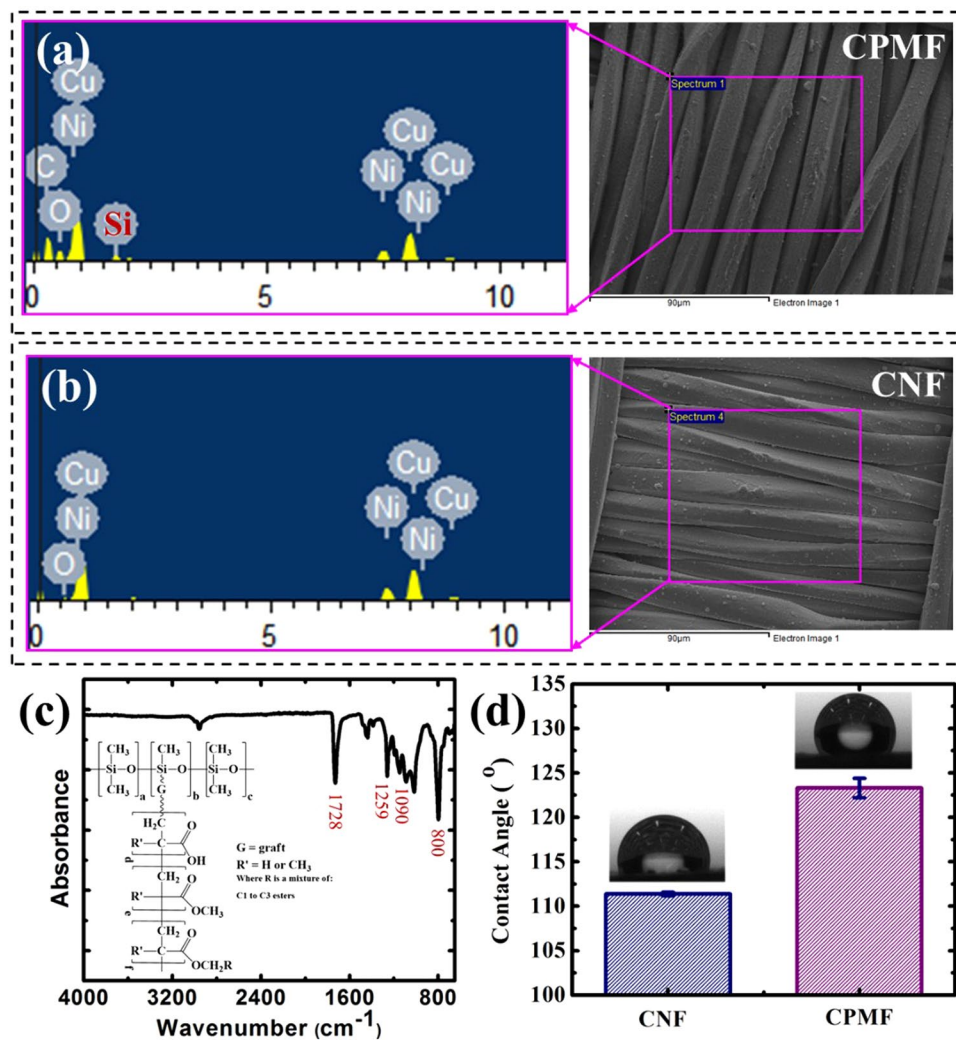 (a)
Cu
Ni
C
O
Si
Cu
Ni
Cu
Ni
0
5
10
CPMF
Spectrum 1
90µm
Electron Image 1
(b)
Cu
Ni
O
Cu
Ni
Cu
Ni
0
5
10
CNF
Spectrum 4
90µm
Electron Image 1
(c)
Absorbance
CH₃ CH₃ CH₃
Si—O Si—O Si—O
CH₃ G CH₃
a b c
H₂C O
R' C
OH
d
CH₂ O
R' C
OCH₃
e
CH₂ O
R' C
OCH₂R
f
G = graft
R' = H or CH₃
Where R is a mixture of:
C1 to C3 esters
1728
1259
1090
800
4000 3200 2400 1600 800
Wavenumber (cm⁻¹)
(d)
Contact Angle ( ⁰)
135
130
125
120
115
110
105
100
CNF CPMF